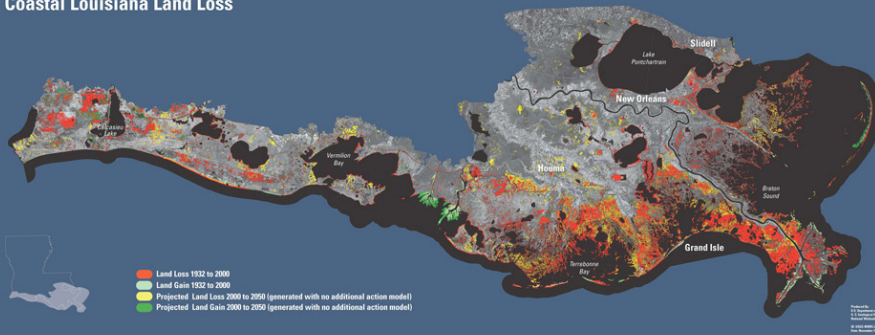 Coastal Louisiana Land Loss
Slidell
Lake
Pontchartrain
New Orleans
Calcasieu
Lake
Vermilion
Bay
Houma
Breton
Sound
Grand Isle
Terrebonne
Bay
Land Loss 1932 to 2000
Land Gain 1932 to 2000
Projected Land Loss 2000 to 2050 (generated with no additional action model)
Projected Land Gain 2000 to 2050 (generated with no additional action model)